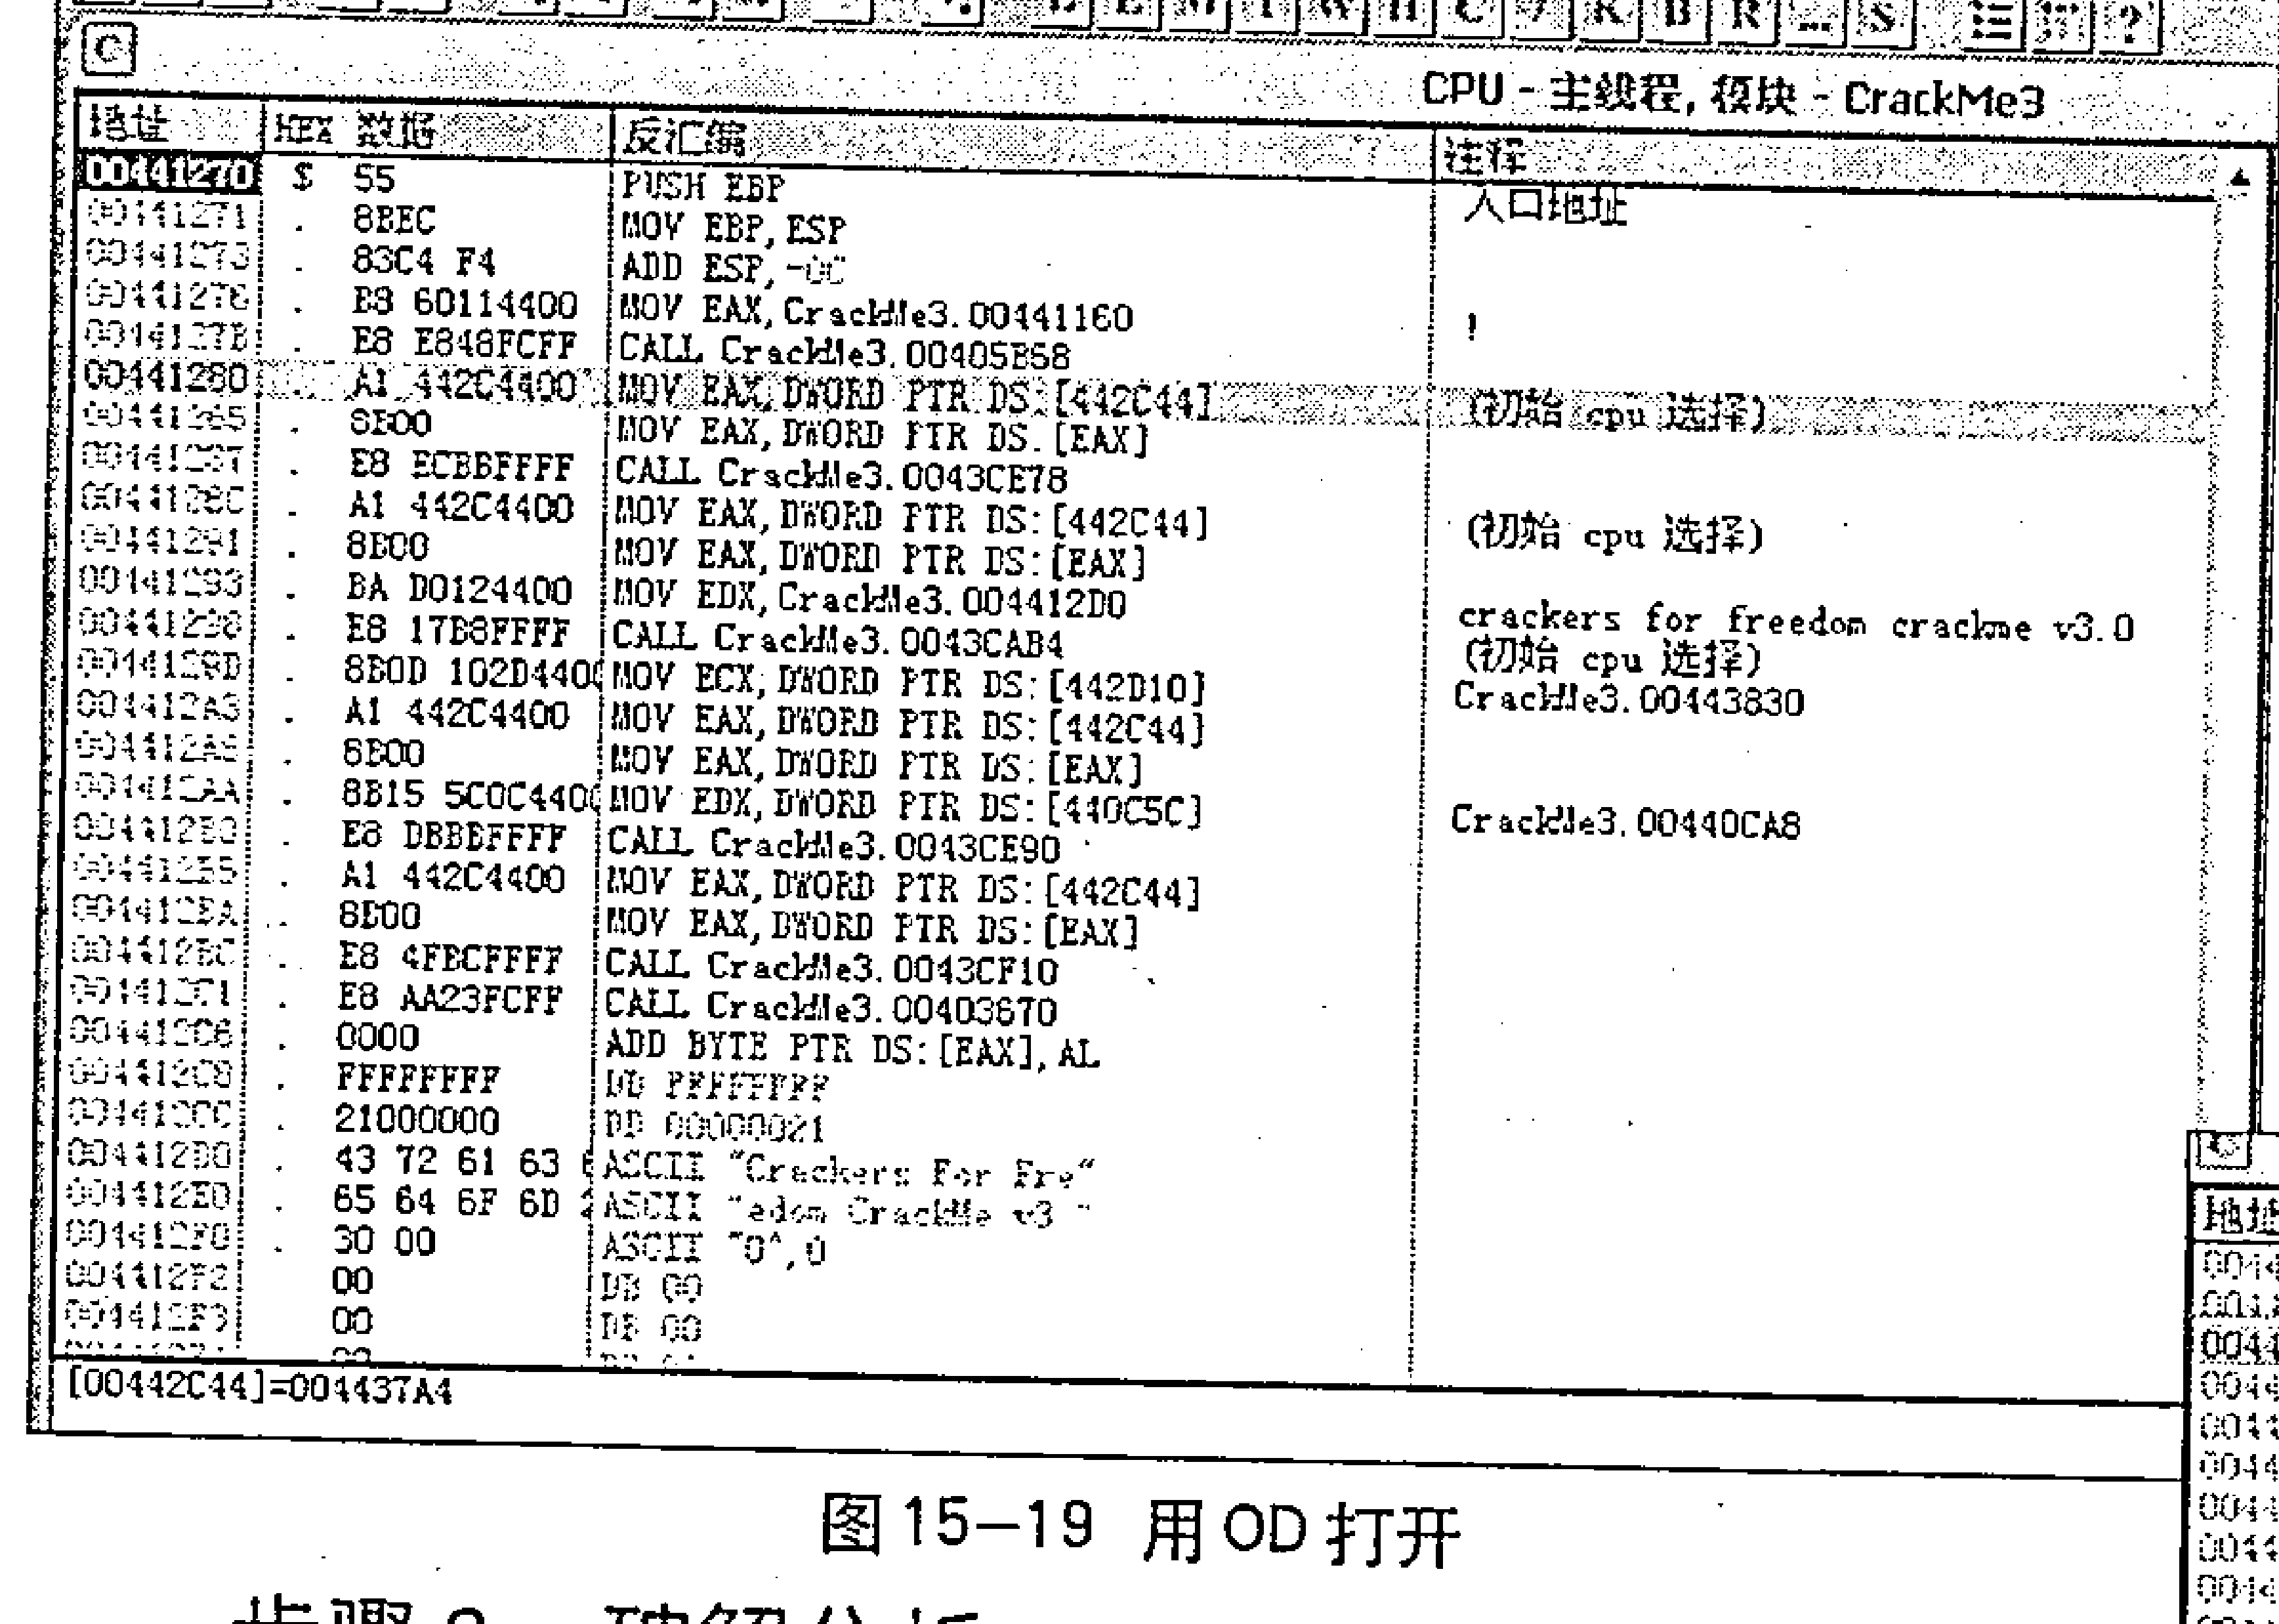 L E M T W H C / K B R ... S ?
C
CPU - 主线程, 模块 - CrackMe3
地址 HEX 数据 反汇编 注释
00441270 $ 55 PUSH EBP 入口地址
00441271 . 8BEC MOV EBP, ESP
00441273 . 83C4 F4 ADD ESP, -0C
00441276 . B8 60114400 MOV EAX, CrackMe3.00441160 !
0044127B . E8 E848FCFF CALL CrackMe3.00405B68
00441280 . A1 442C4400 MOV EAX, DWORD PTR DS:[442C44] (初始 cpu 选择)
00441285 . 8B00 MOV EAX, DWORD PTR DS:[EAX]
00441287 . E8 ECBBFFFF CALL CrackMe3.0043CE78
0044128C . A1 442C4400 MOV EAX, DWORD PTR DS:[442C44] (初始 cpu 选择)
00441291 . 8B00 MOV EAX, DWORD PTR DS:[EAX]
00441293 . BA D0124400 MOV EDX, CrackMe3.004412D0 crackers for freedom crackme v3.0
00441298 . E8 17B8FFFF CALL CrackMe3.0043CAB4 (初始 cpu 选择)
0044129D . 8B0D 102D440 MOV ECX, DWORD PTR DS:[442D10] CrackMe3.00443830
004412A3 . A1 442C4400 MOV EAX, DWORD PTR DS:[442C44]
004412A8 . 8B00 MOV EAX, DWORD PTR DS:[EAX]
004412AA . 8B15 5C0C440 MOV EDX, DWORD PTR DS:[440C5C] CrackMe3.00440CA8
004412B0 . E8 DBBBFFFF CALL CrackMe3.0043CE90
004412B5 . A1 442C4400 MOV EAX, DWORD PTR DS:[442C44]
004412BA . 8B00 MOV EAX, DWORD PTR DS:[EAX]
004412BC . E8 4FBCFFFF CALL CrackMe3.0043CF10
004412C1 . E8 AA23FCFF CALL CrackMe3.00403670
004412C6 . 0000 ADD BYTE PTR DS:[EAX], AL
004412C8 . FFFFFFFF DD FFFFFFFF
004412CC . 21000000 DD 00000021
004412D0 . 43 72 61 63 ASCII "Crackers For Fre"
004412E0 . 65 64 6F 6D ASCII "edom CrackMe v3 "
004412F0 . 30 00 ASCII "0",0
004412F2 00 DB 00
004412F3 00 DB 00
[00442C44]=004437A4
地址
图 15-19 用 OD 打开